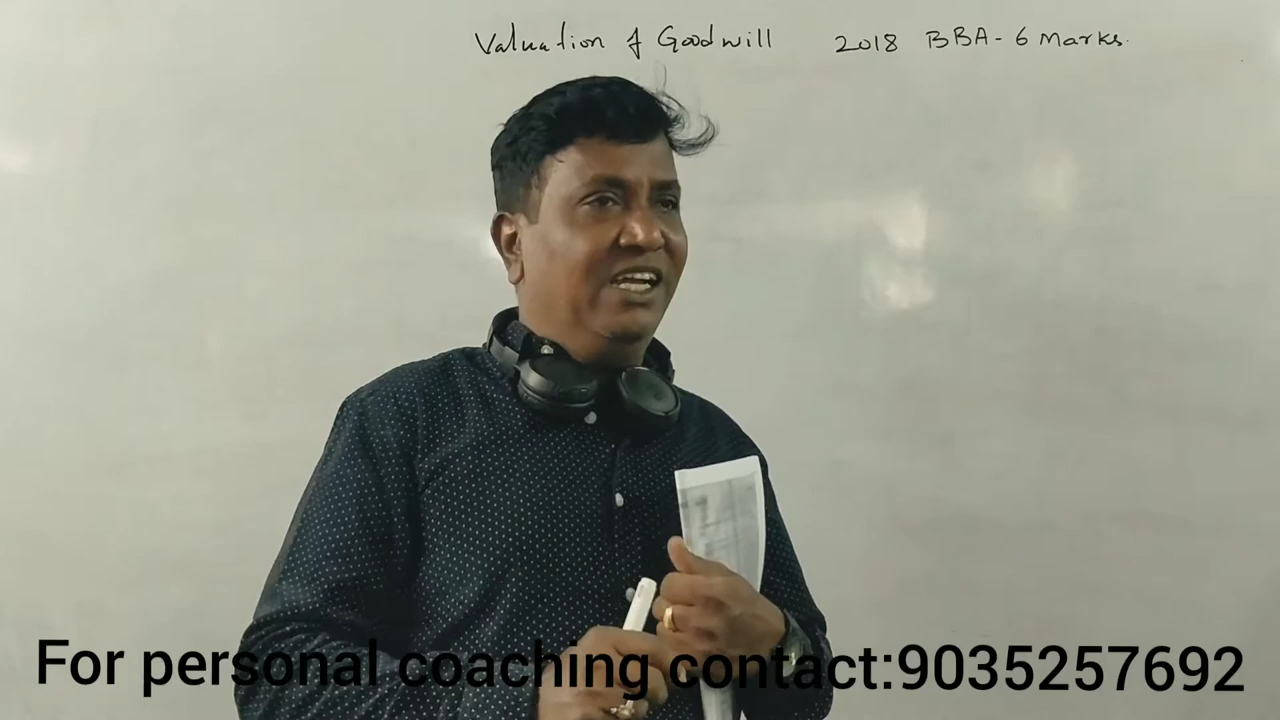 Valuation of Goodwill 2018 BBA - 6 Marks.
For personal coaching contact:9035257692